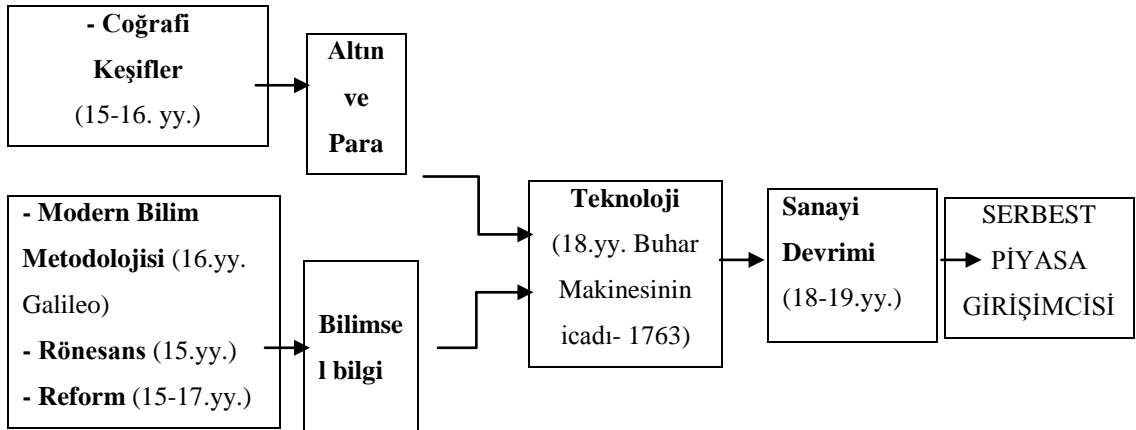 - Coğrafi
Keşifler
(15-16. yy.)
Altın
ve
Para
- Modern Bilim
Metodolojisi (16.yy.
Galileo)
- Rönesans (15.yy.)
- Reform (15-17.yy.)
Bilimse
l bilgi
Teknoloji
(18.yy. Buhar
Makinesinin
icadı- 1763)
Sanayi
Devrimi
(18-19.yy.)
SERBEST
PİYASA
GİRİŞİMCİSİ